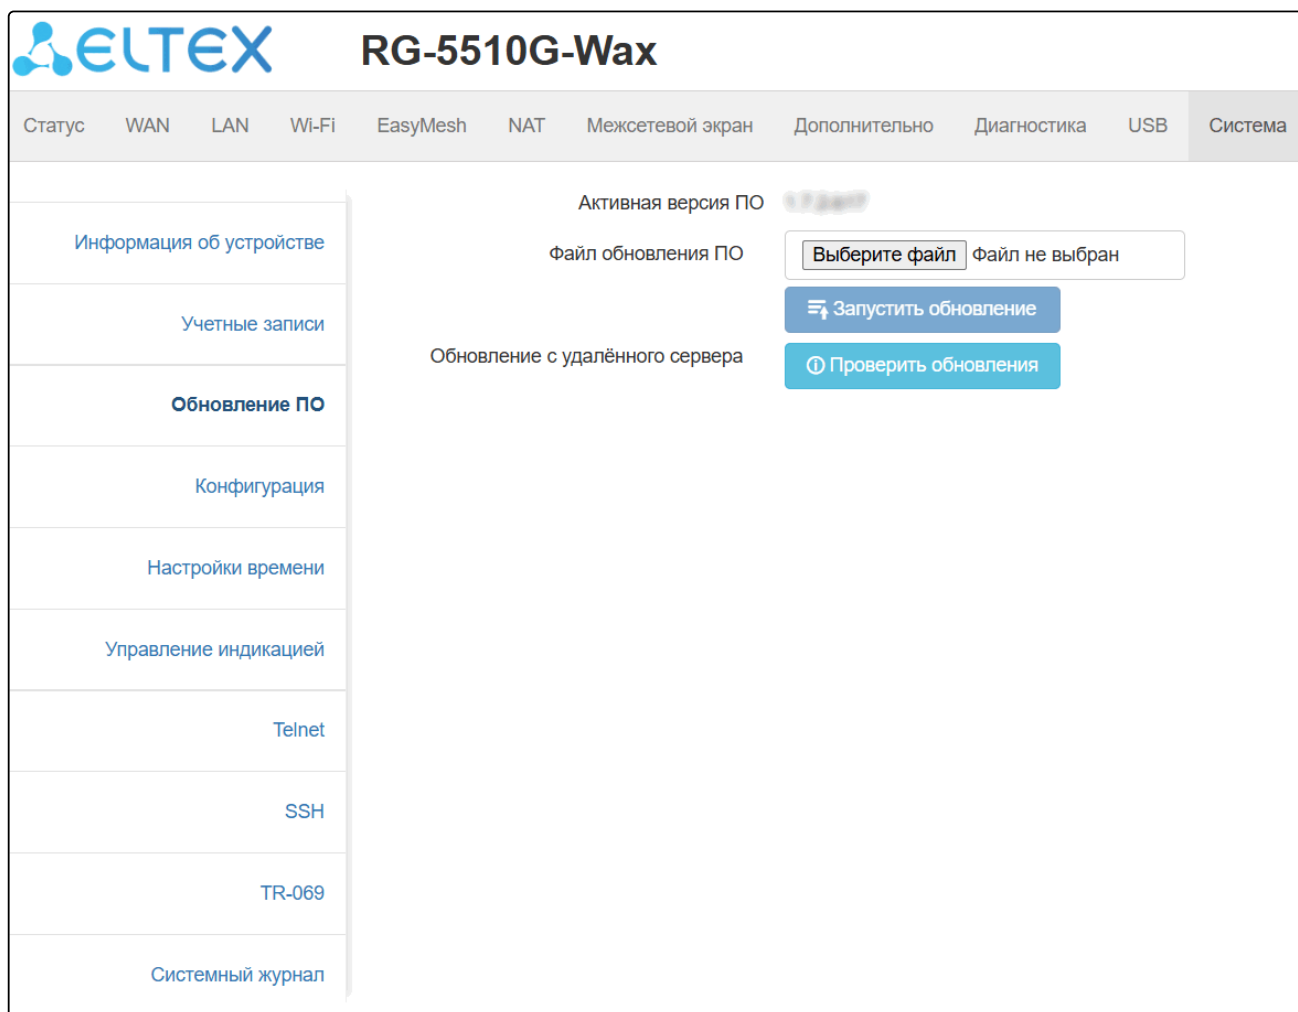 ELTEX RG-5510G-Wax
Статус WAN LAN Wi-Fi EasyMesh NAT Межсетевой экран Дополнительно Диагностика USB Система
Активная версия ПО
Информация об устройстве
Файл обновления ПО Выберите файл Файл не выбран
Запустить обновление
Учетные записи
Обновление с удалённого сервера Проверить обновления
Обновление ПО
Конфигурация
Настройки времени
Управление индикацией
Telnet
SSH
TR-069
Системный журнал